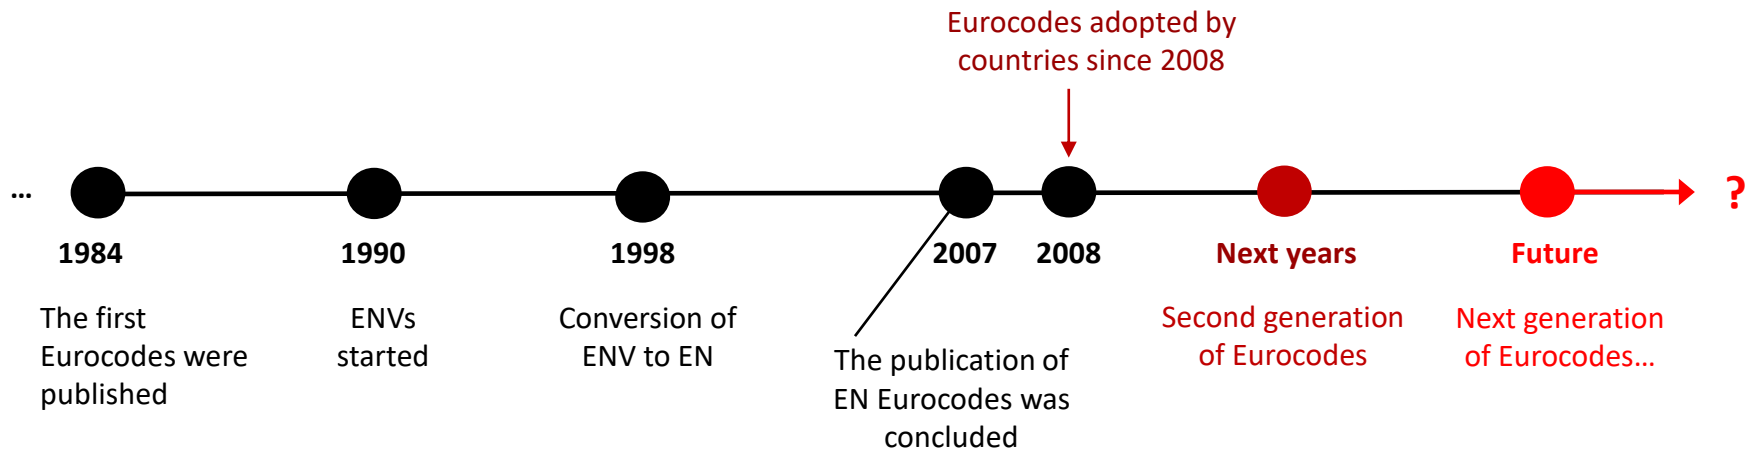 Eurocodes adopted by
countries since 2008
...
?
1984
1990
1998
2007
2008
Next years
Future
The first
Eurocodes were
published
ENVs
started
Conversion of
ENV to EN
The publication of
EN Eurocodes was
concluded
Second generation
of Eurocodes
Next generation
of Eurocodes...